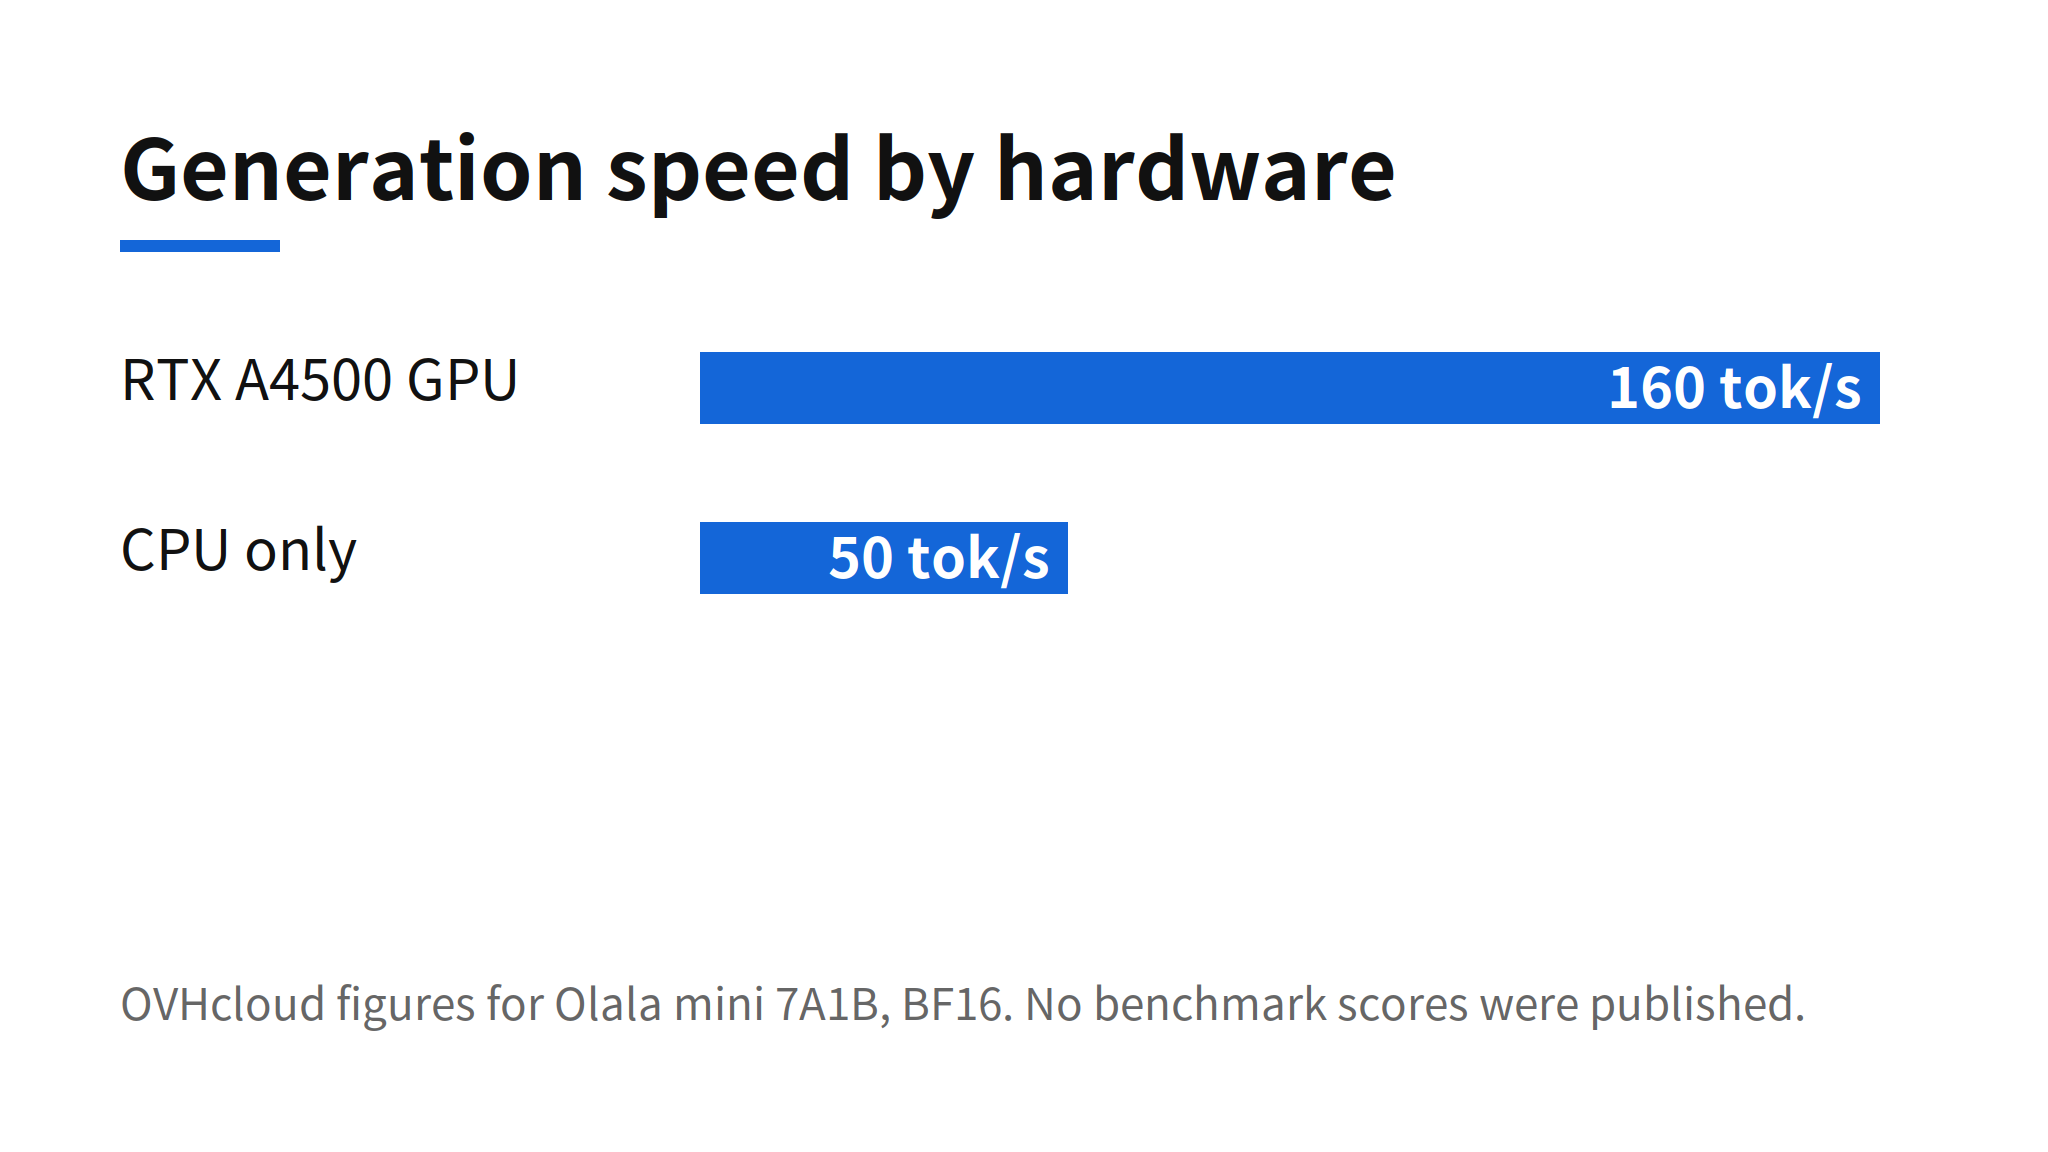 Generation speed by hardware
RTX A4500 GPU
160 tok/s
CPU only
50 tok/s
OVHcloud figures for Olala mini 7A1B, BF16. No benchmark scores were published.